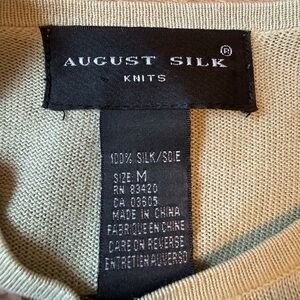 AUGUST SILK ®
KNITS
100% SILK/SOIE
SIZE: M
RN 83420
CA 03605
MADE IN CHINA
FABRIQUE EN CHINE
CARE ON REVERSE
ENTRETIEN AU VERSO